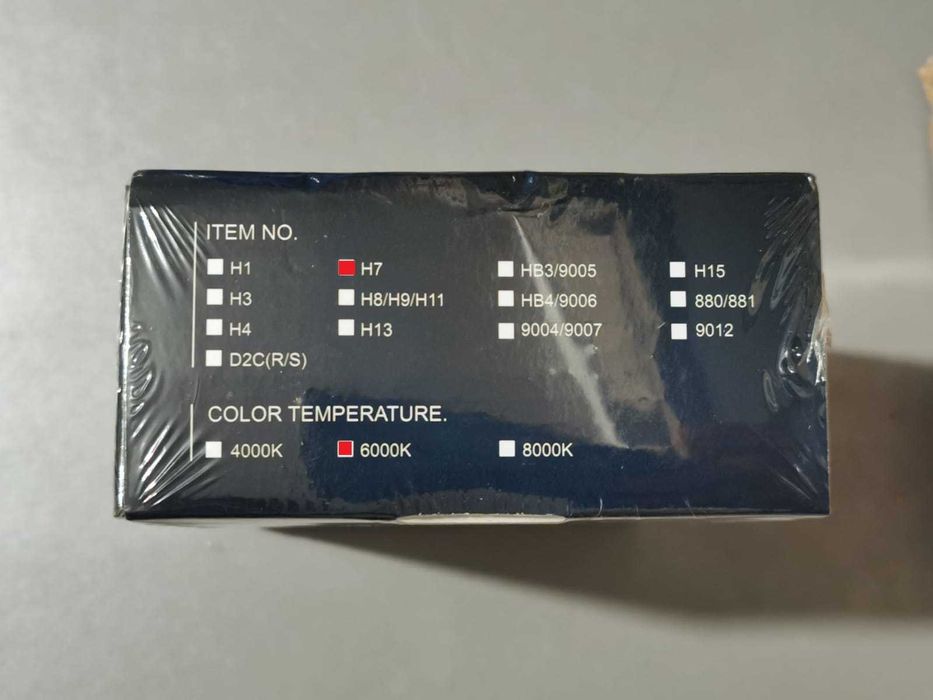 ITEM NO.
H1 H7 HB3/9005 H15
H3 H8/H9/H11 HB4/9006 880/881
H4 H13 9004/9007 9012
D2C(R/S)
COLOR TEMPERATURE.
4000K 6000K 8000K